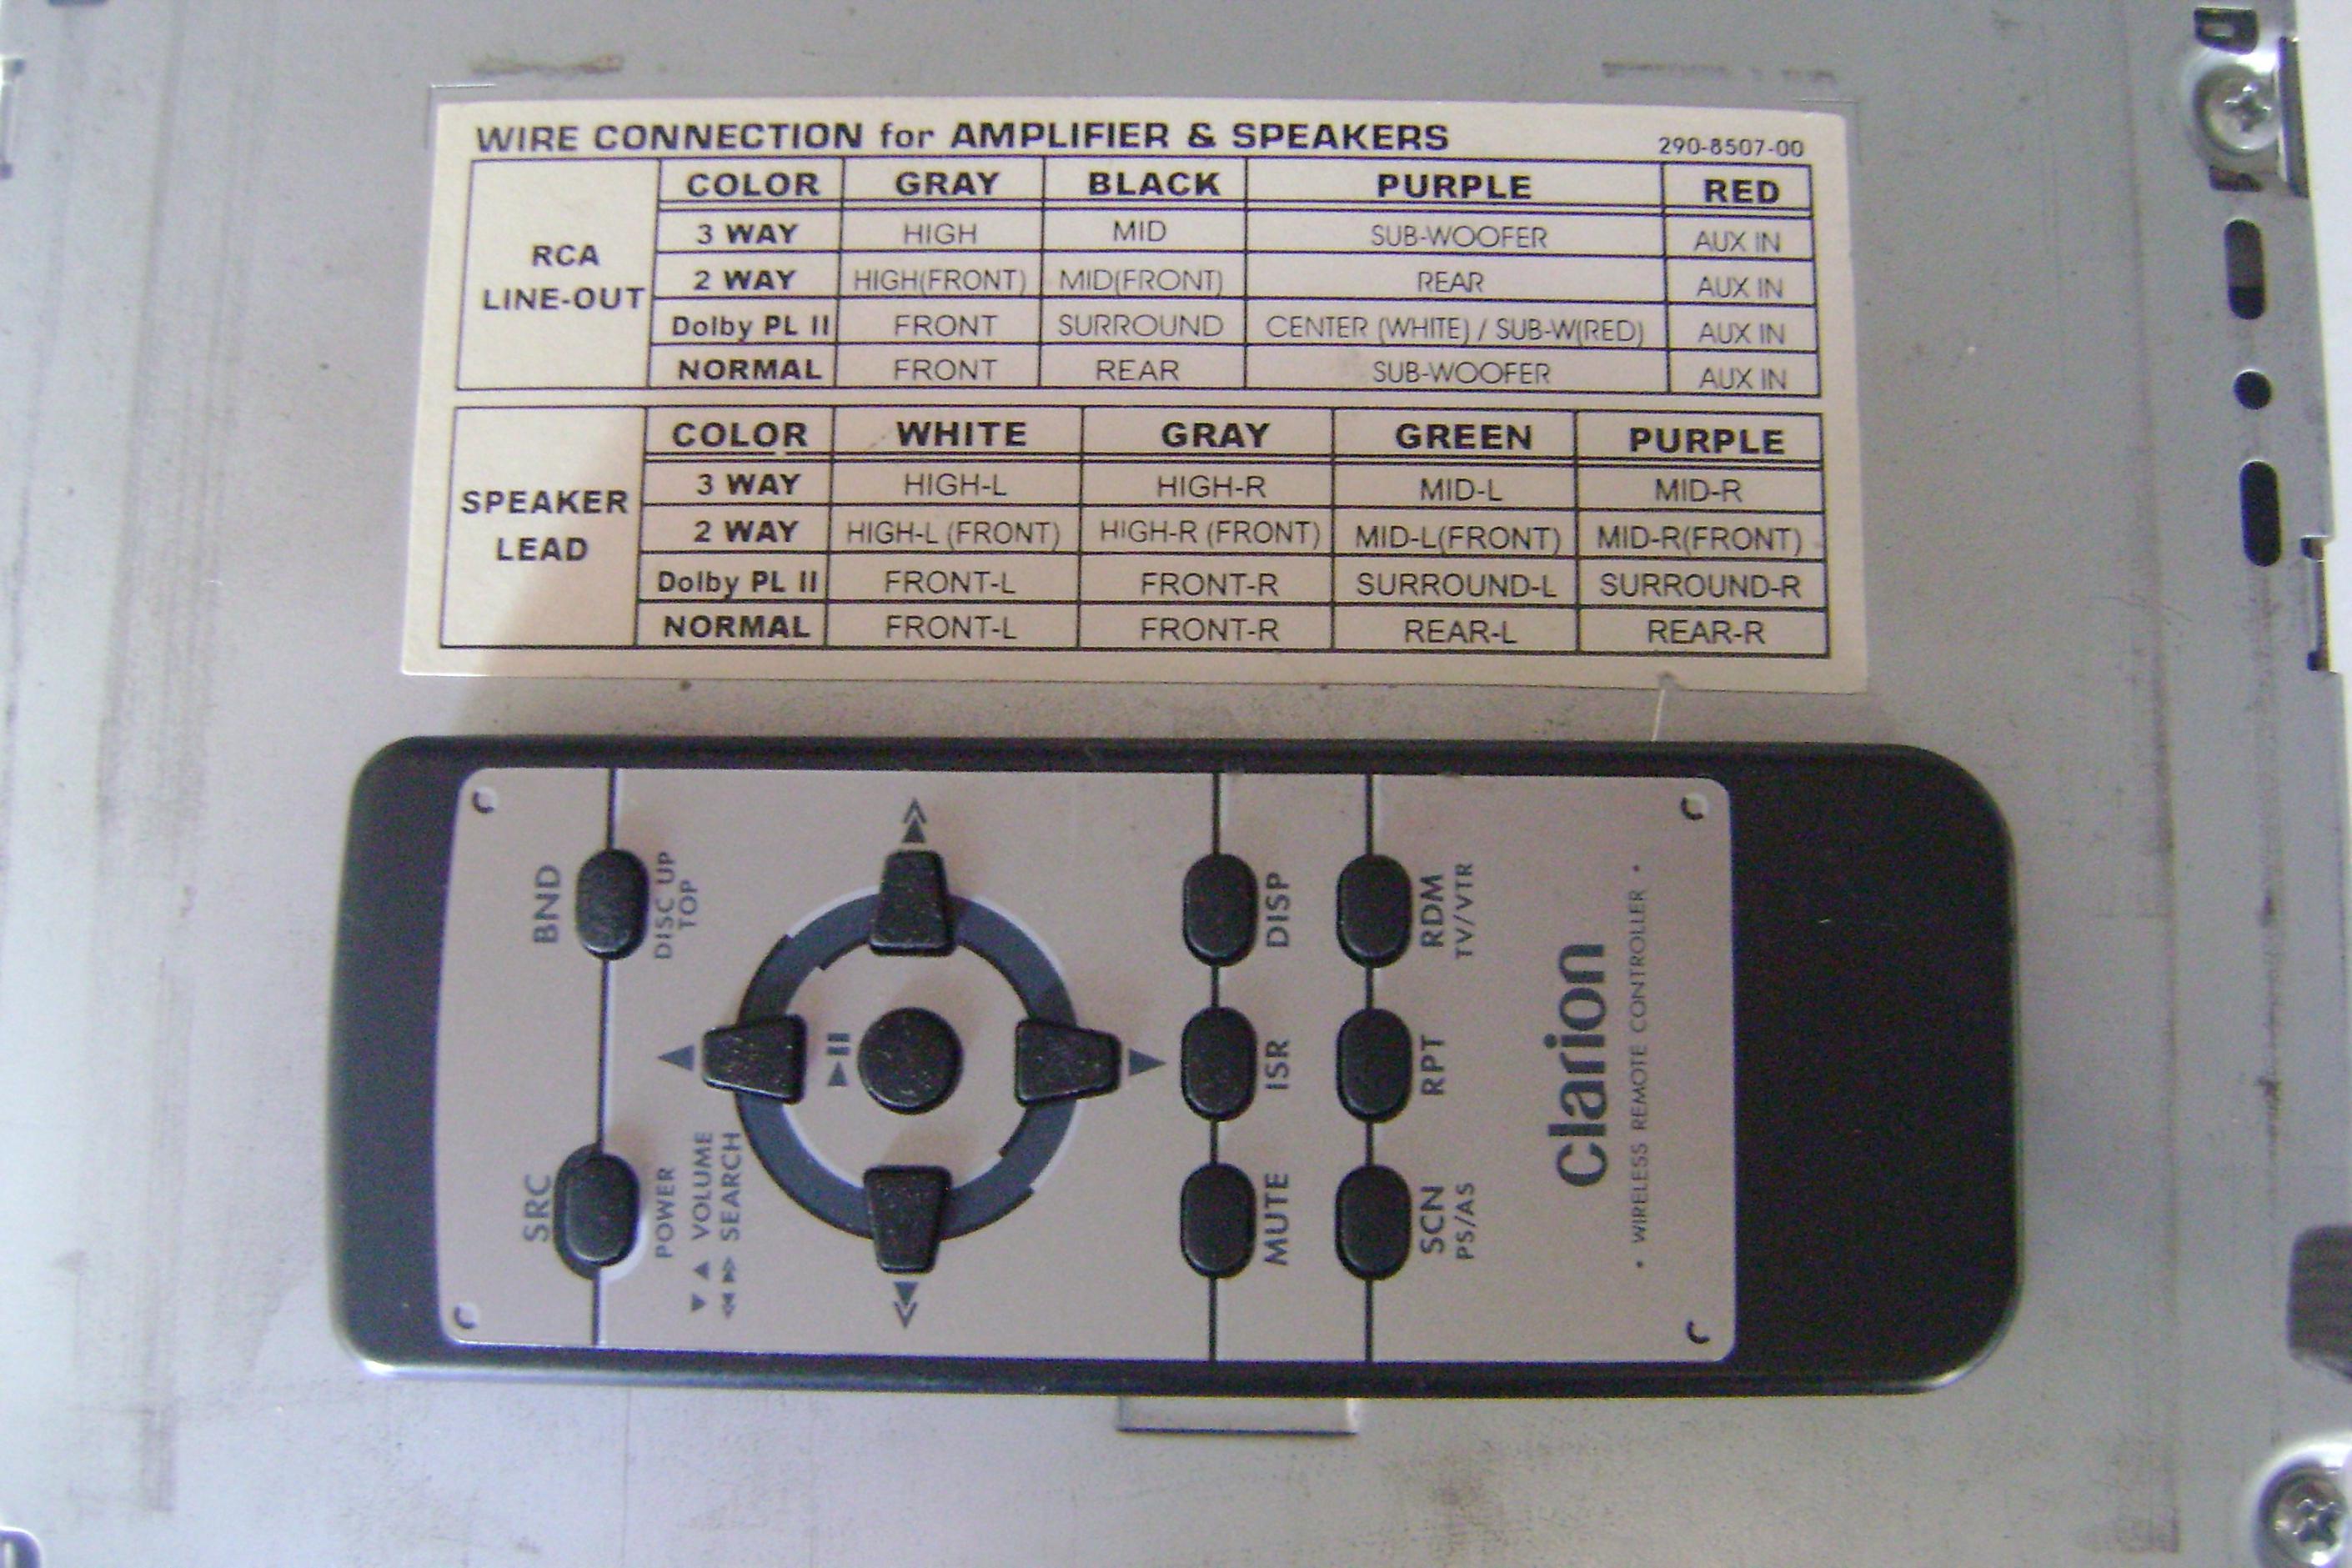 WIRE CONNECTION for AMPLIFIER & SPEAKERS 290-8507-00
RCA LINE-OUT
COLOR GRAY BLACK PURPLE RED
3 WAY HIGH MID SUB-WOOFER AUX IN
2 WAY HIGH(FRONT) MID(FRONT) REAR AUX IN
Dolby PL II FRONT SURROUND CENTER (WHITE) / SUB-W(RED) AUX IN
NORMAL FRONT REAR SUB-WOOFER AUX IN
SPEAKER LEAD
COLOR WHITE GRAY GREEN PURPLE
3 WAY HIGH-L HIGH-R MID-L MID-R
2 WAY HIGH-L (FRONT) HIGH-R (FRONT) MID-L(FRONT) MID-R(FRONT)
Dolby PL II FRONT-L FRONT-R SURROUND-L SURROUND-R
NORMAL FRONT-L FRONT-R REAR-L REAR-R
SRC BND
POWER DISC UP
TOP
▼ ▲ VOLUME
◀◀ ▶▶ SEARCH
MUTE ISR DISP
SCN RPT RDM
PS/AS TV/VTR
Clarion
• WIRELESS REMOTE CONTROLLER •